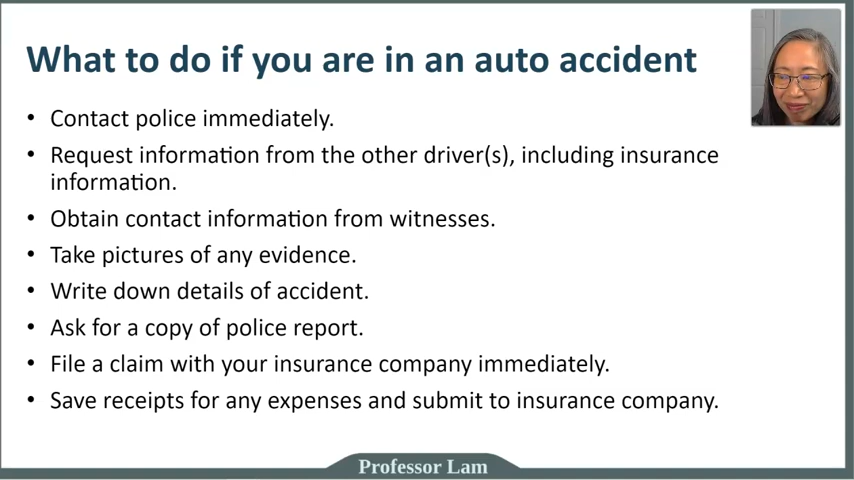 What to do if you are in an auto accident
• Contact police immediately.
• Request information from the other driver(s), including insurance
information.
• Obtain contact information from witnesses.
• Take pictures of any evidence.
• Write down details of accident.
• Ask for a copy of police report.
• File a claim with your insurance company immediately.
• Save receipts for any expenses and submit to insurance company.
Professor Lam